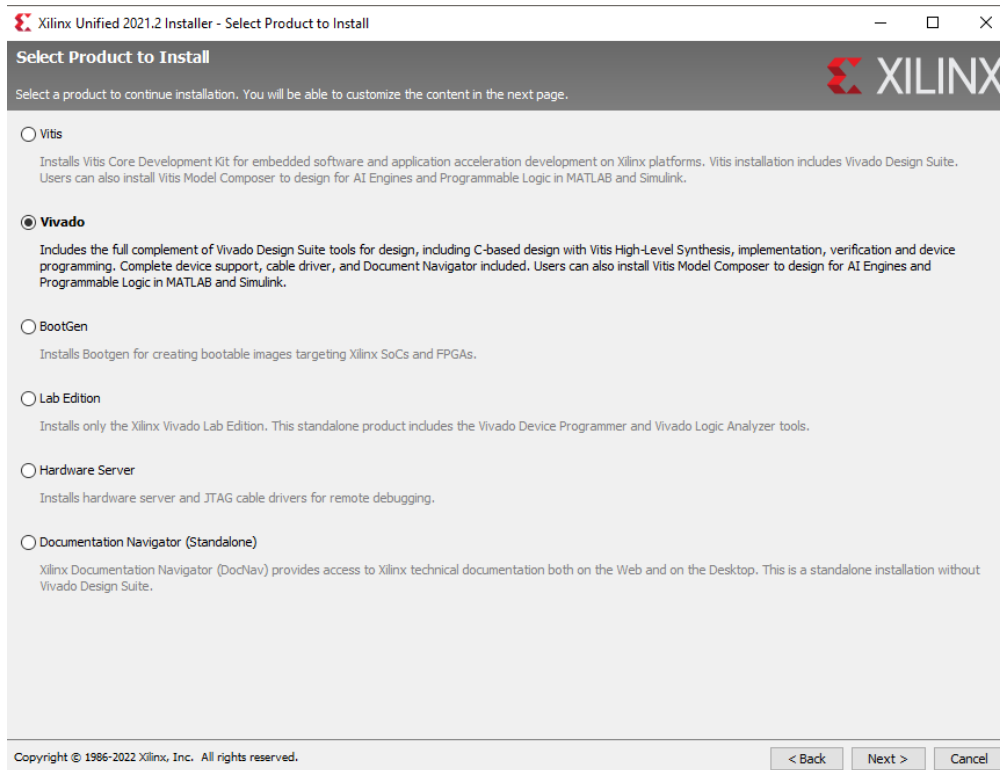 Xilinx Unified 2021.2 Installer - Select Product to Install
Select Product to Install
XILINX
Select a product to continue installation. You will be able to customize the content in the next page.
Vitis
Installs Vitis Core Development Kit for embedded software and application acceleration development on Xilinx platforms. Vitis installation includes Vivado Design Suite.
Users can also install Vitis Model Composer to design for AI Engines and Programmable Logic in MATLAB and Simulink.
Vivado
Includes the full complement of Vivado Design Suite tools for design, including C-based design with Vitis High-Level Synthesis, implementation, verification and device
programming. Complete device support, cable driver, and Document Navigator included. Users can also install Vitis Model Composer to design for AI Engines and
Programmable Logic in MATLAB and Simulink.
BootGen
Installs Bootgen for creating bootable images targeting Xilinx SoCs and FPGAs.
Lab Edition
Installs only the Xilinx Vivado Lab Edition. This standalone product includes the Vivado Device Programmer and Vivado Logic Analyzer tools.
Hardware Server
Installs hardware server and JTAG cable drivers for remote debugging.
Documentation Navigator (Standalone)
Xilinx Documentation Navigator (DocNav) provides access to Xilinx technical documentation both on the Web and on the Desktop. This is a standalone installation without
Vivado Design Suite.
Copyright © 1986-2022 Xilinx, Inc. All rights reserved.
< Back Next > Cancel